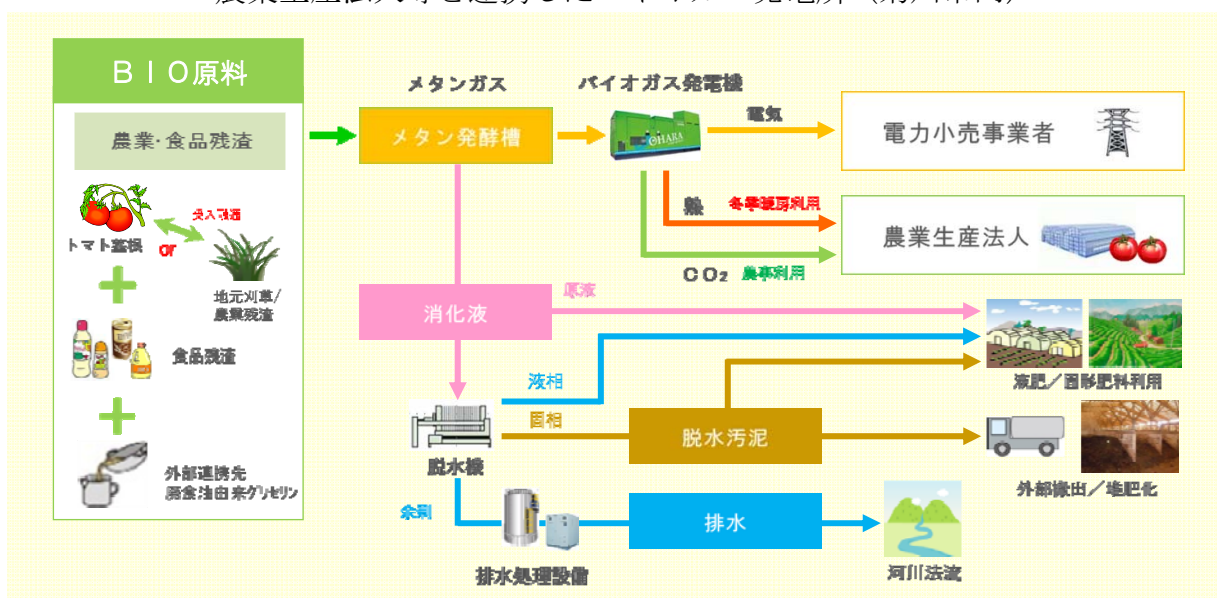 BIO原料
農業・食品残渣
トマト茎根
or
受入融通
地元刈草/
農業残渣
食品残渣
外部連携先
廃食油由来グリセリン
メタンガス
メタン発酵槽
バイオガス発電機
OHARA
電気
電力小売事業者
熱 冬季暖房利用
農業生産法人
CO₂ 農事利用
消化液
原液
液相
固相
脱水機
脱水汚泥
液肥/固形肥料利用
外部搬出/堆肥化
余剰
排水処理設備
排水
河川法流